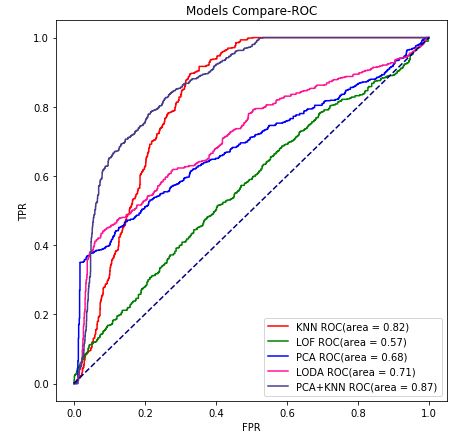 Models Compare-ROC
TPR
1.0
0.8
0.6
0.4
0.2
0.0
0.0 0.2 0.4 0.6 0.8 1.0
FPR
KNN ROC(area = 0.82)
LOF ROC(area = 0.57)
PCA ROC(area = 0.68)
LODA ROC(area = 0.71)
PCA+KNN ROC(area = 0.87)